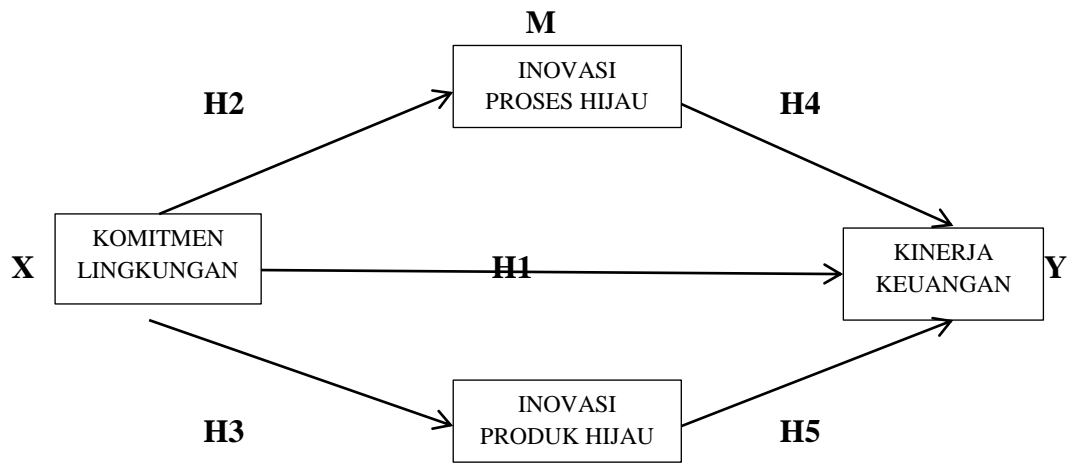 M
INOVASI
PROSES HIJAU
H2
H4
X
KOMITMEN
LINGKUNGAN
H1
KINERJA
KEUANGAN
Y
INOVASI
PRODUK HIJAU
H3
H5